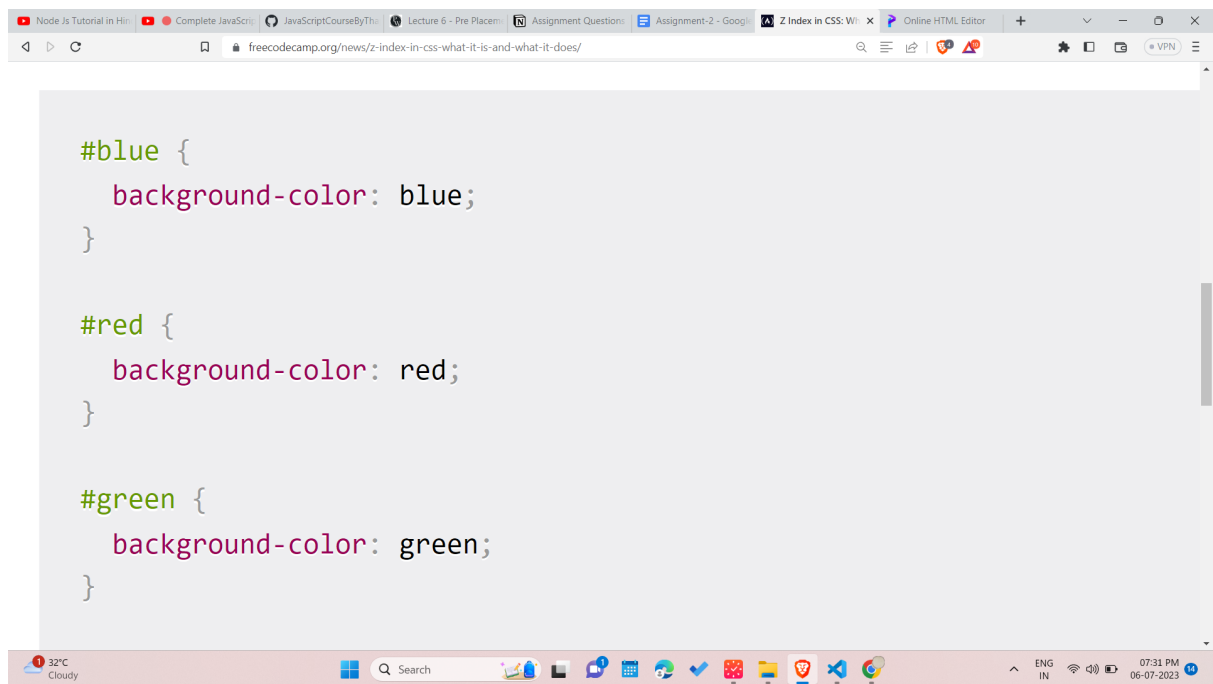 Node Js Tutorial in Hin
Complete JavaScrip
JavaScriptCourseByTha
Lecture 6 - Pre Placem
Assignment Questions
Assignment-2 - Googl
Z Index in CSS: Wh
Online HTML Editor
freecodecamp.org/news/z-index-in-css-what-it-is-and-what-it-does/
VPN
#blue {
background-color: blue;
}
#red {
background-color: red;
}
#green {
background-color: green;
}
1
32°C
Cloudy
Search
1
ENG
IN
07:31 PM
06-07-2023
14